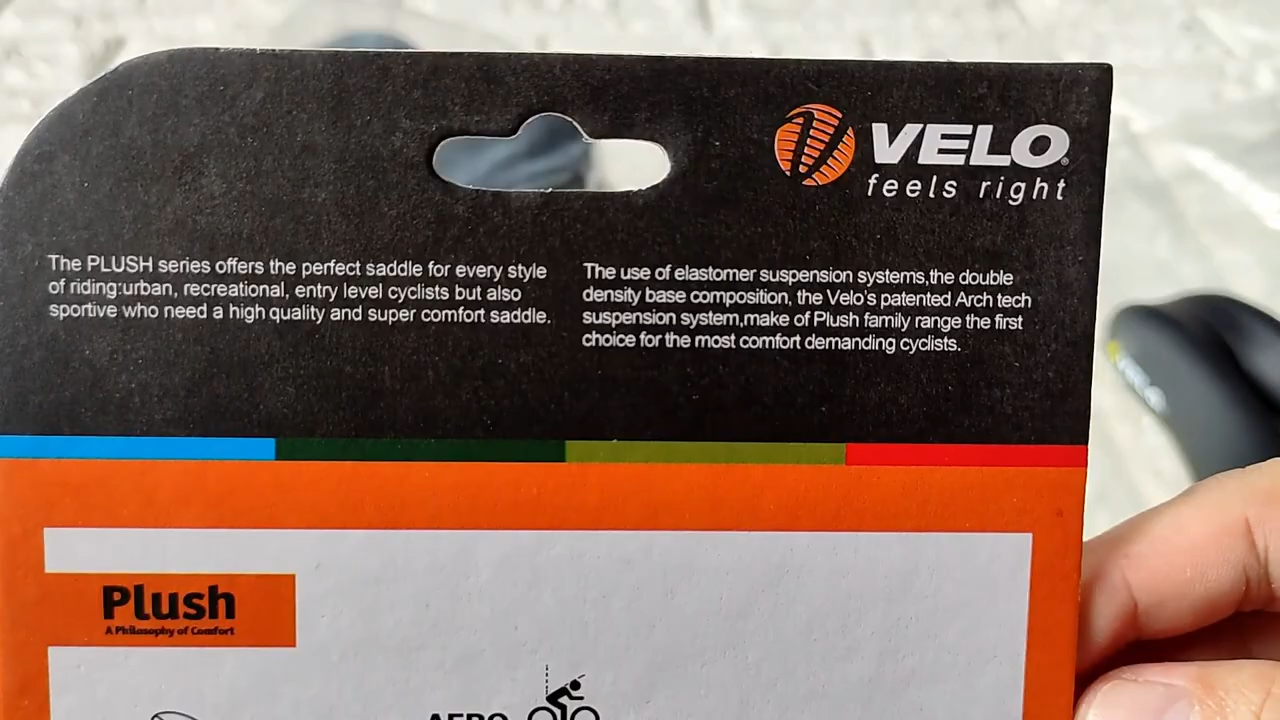 VELO®
feels right
The PLUSH series offers the perfect saddle for every style
of riding:urban, recreational, entry level cyclists but also
sportive who need a high quality and super comfort saddle.
The use of elastomer suspension systems,the double
density base composition, the Velo's patented Arch tech
suspension system,make of Plush family range the first
choice for the most comfort demanding cyclists.
Plush
A Philosophy of Comfort
AERO